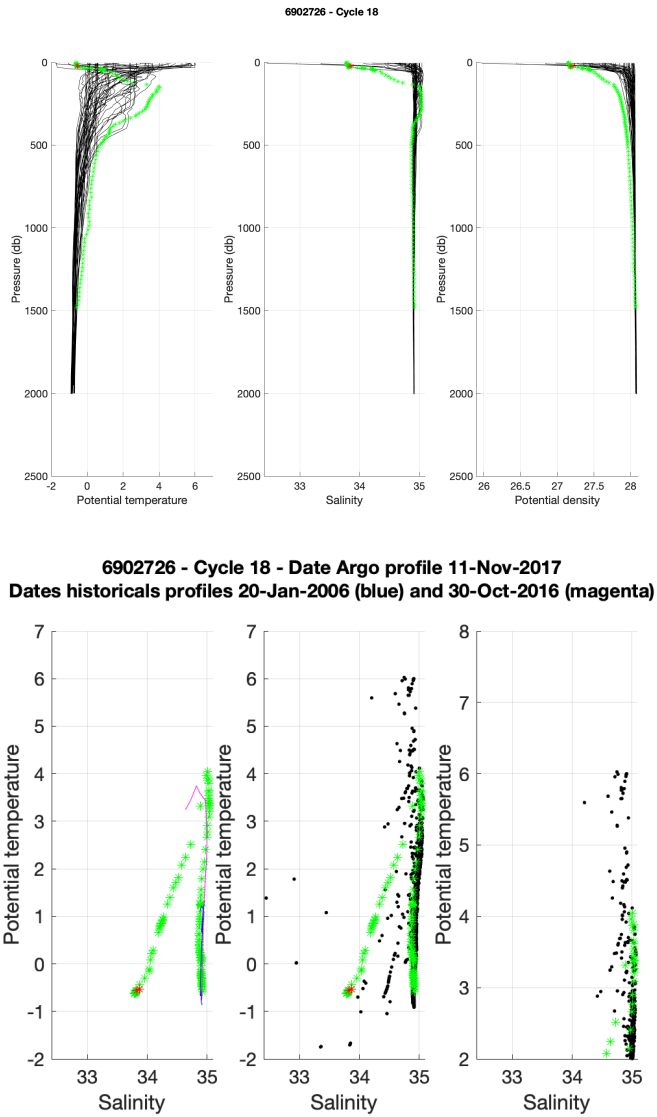 6902726 - Cycle 18
0
500
1000
1500
2000
2500
Pressure (db)
-2 0 2 4 6
Potential temperature
0
500
1000
1500
2000
2500
Pressure (db)
33 34 35
Salinity
0
500
1000
1500
2000
2500
Pressure (db)
26 26.5 27 27.5 28
Potential density
6902726 - Cycle 18 - Date Argo profile 11-Nov-2017
Dates historicals profiles 20-Jan-2006 (blue) and 30-Oct-2016 (magenta)
7
6
5
4
3
2
1
0
-1
-2
Potential temperature
33 34 35
Salinity
7
6
5
4
3
2
1
0
-1
-2
Potential temperature
33 34 35
Salinity
8
7
6
5
4
3
2
Potential temperature
33 34 35
Salinity